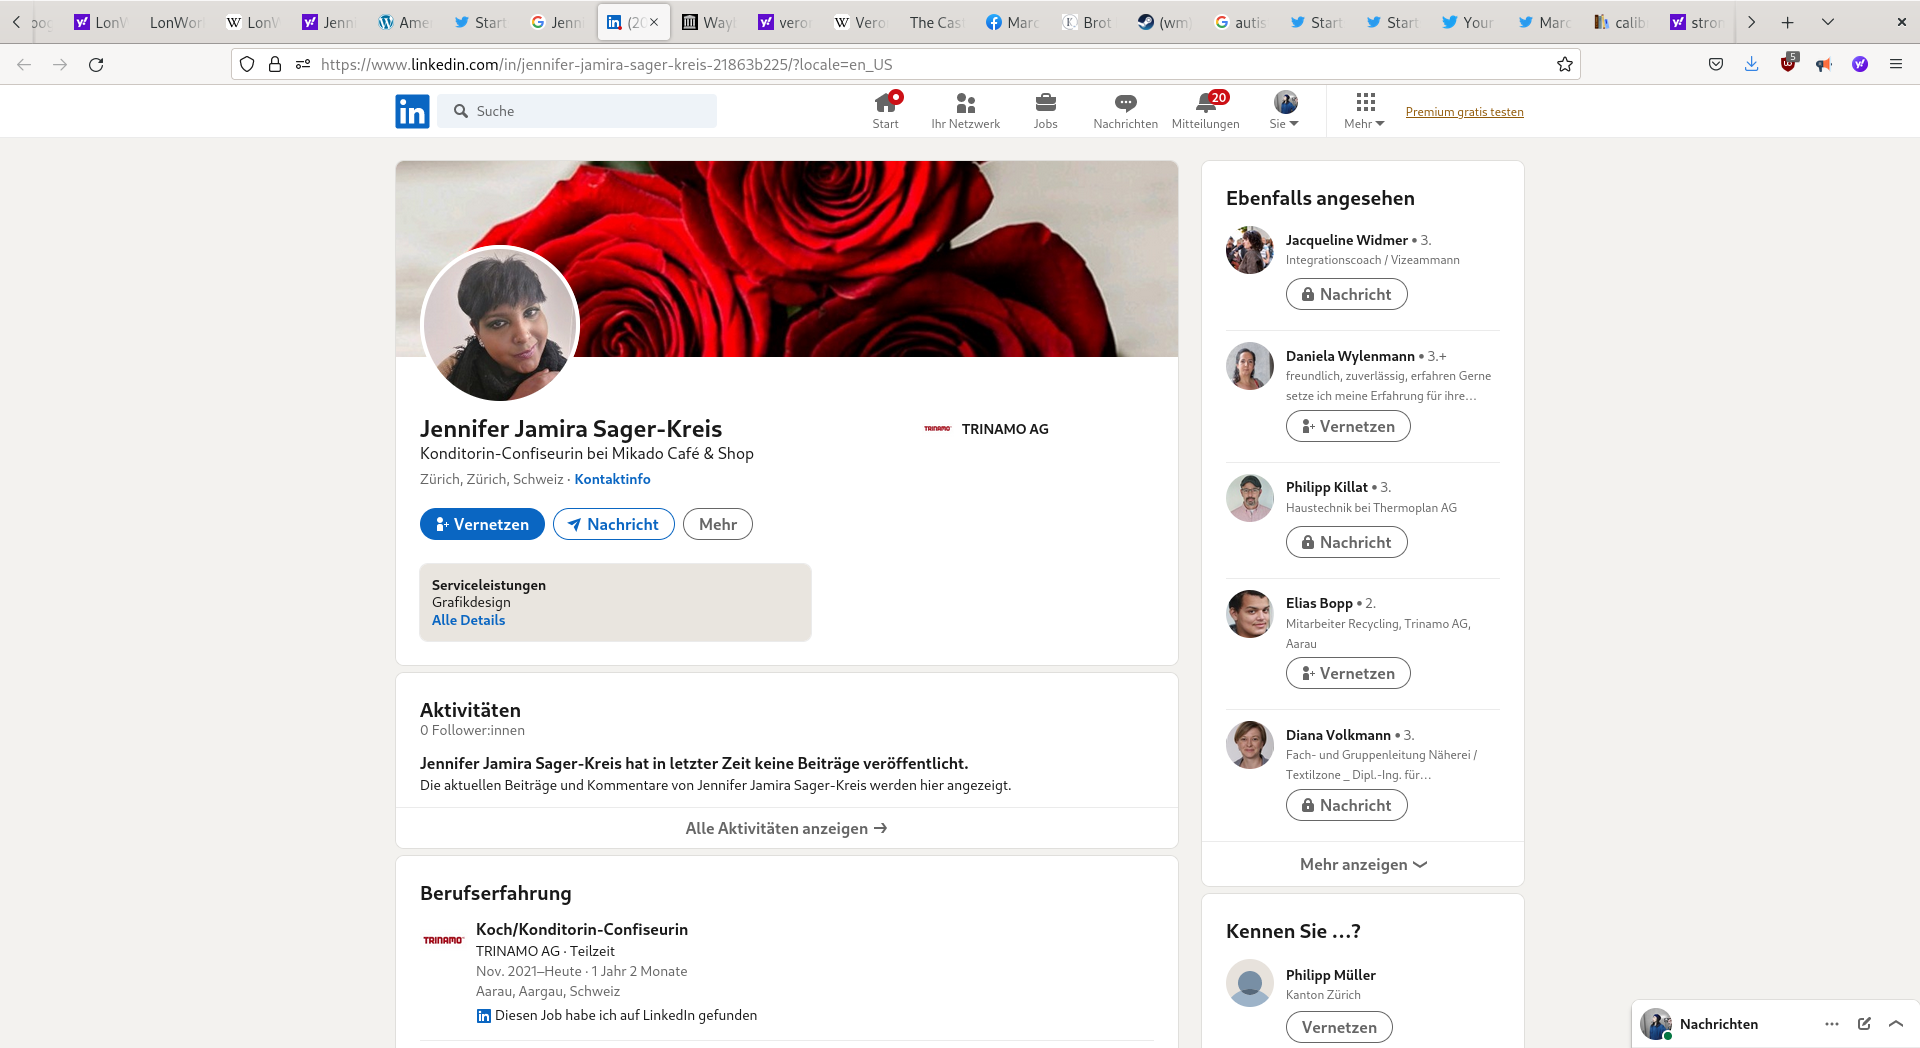 LonW
LonWor
LonW
Jenni
Ame
Start
Jenni
(20
Wayb
vero
Vero
The Cas
Marc
Brot
(wm)
autis
Start
Start
Your
Marc
calib
stron
https://www.linkedin.com/in/jennifer-jamira-sager-kreis-21863b225/?locale=en_US
5
in
Suche
Start
Ihr Netzwerk
Jobs
Nachrichten
20
Mitteilungen
Sie
Mehr
Premium gratis testen
Jennifer Jamira Sager-Kreis
Konditorin-Confiseurin bei Mikado Café & Shop
Zürich, Zürich, Schweiz · Kontaktinfo
TRINAMO TRINAMO AG
Vernetzen
Nachricht
Mehr
Serviceleistungen
Grafikdesign
Alle Details
Aktivitäten
0 Follower:innen
Jennifer Jamira Sager-Kreis hat in letzter Zeit keine Beiträge veröffentlicht.
Die aktuellen Beiträge und Kommentare von Jennifer Jamira Sager-Kreis werden hier angezeigt.
Alle Aktivitäten anzeigen →
Berufserfahrung
TRINAMO
Koch/Konditorin-Confiseurin
TRINAMO AG · Teilzeit
Nov. 2021–Heute · 1 Jahr 2 Monate
Aarau, Aargau, Schweiz
in Diesen Job habe ich auf LinkedIn gefunden
Ebenfalls angesehen
Jacqueline Widmer • 3.
Integrationscoach / Vizeammann
Nachricht
Daniela Wylenmann • 3.+
freundlich, zuverlässig, erfahren Gerne
setze ich meine Erfahrung für ihre…
Vernetzen
Philipp Killat • 3.
Haustechnik bei Thermoplan AG
Nachricht
Elias Bopp • 2.
Mitarbeiter Recycling, Trinamo AG,
Aarau
Vernetzen
Diana Volkmann • 3.
Fach- und Gruppenleitung Näherei /
Textilzone _ Dipl.-Ing. für…
Nachricht
Mehr anzeigen
Kennen Sie …?
Philipp Müller
Kanton Zürich
Vernetzen
Nachrichten